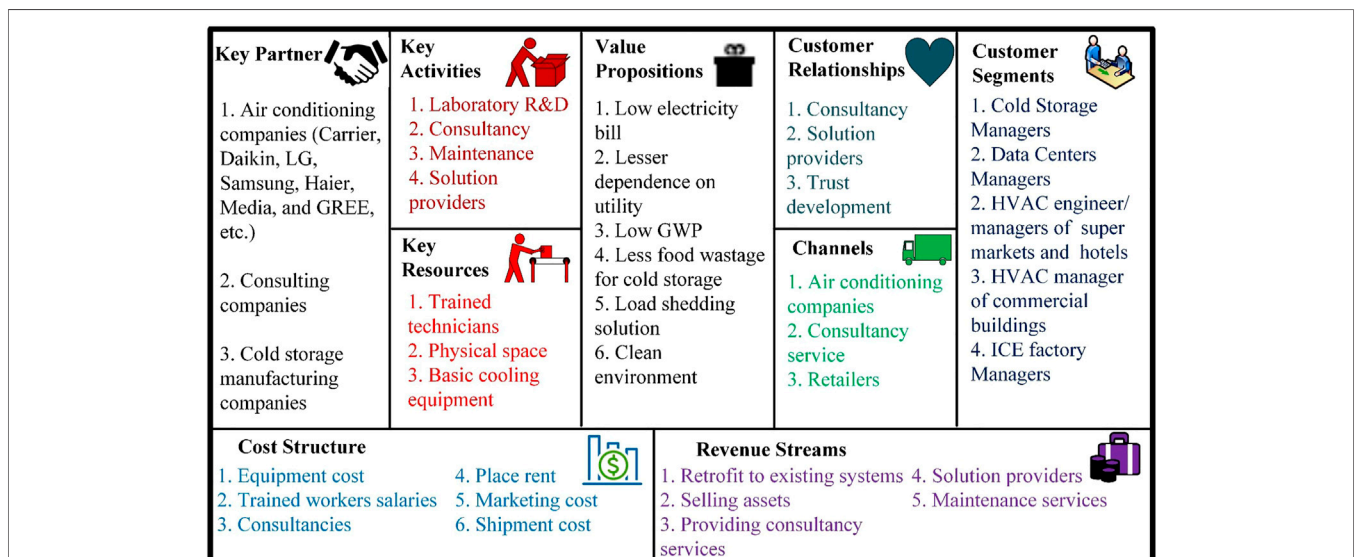 Key Partner
1. Air conditioning
companies (Carrier,
Daikin, LG,
Samsung, Haier,
Media, and GREE,
etc.)
2. Consulting
companies
3. Cold storage
manufacturing
companies
Key
Activities
1. Laboratory R&D
2. Consultancy
3. Maintenance
4. Solution
providers
Key
Resources
1. Trained
technicians
2. Physical space
3. Basic cooling
equipment
Value
Propositions
1. Low electricity
bill
2. Lesser
dependence on
utility
3. Low GWP
4. Less food wastage
for cold storage
5. Load shedding
solution
6. Clean
environment
Customer
Relationships
1. Consultancy
2. Solution
providers
3. Trust
development
Channels
1. Air conditioning
companies
2. Consultancy
service
3. Retailers
Customer
Segments
1. Cold Storage
Managers
2. Data Centers
Managers
2. HVAC engineer/
managers of super
markets and hotels
3. HVAC manager
of commercial
buildings
4. ICE factory
Managers
Cost Structure
1. Equipment cost
2. Trained workers salaries
3. Consultancies
4. Place rent
5. Marketing cost
6. Shipment cost
$
Revenue Streams
1. Retrofit to existing systems
2. Selling assets
3. Providing consultancy
services
4. Solution providers
5. Maintenance services